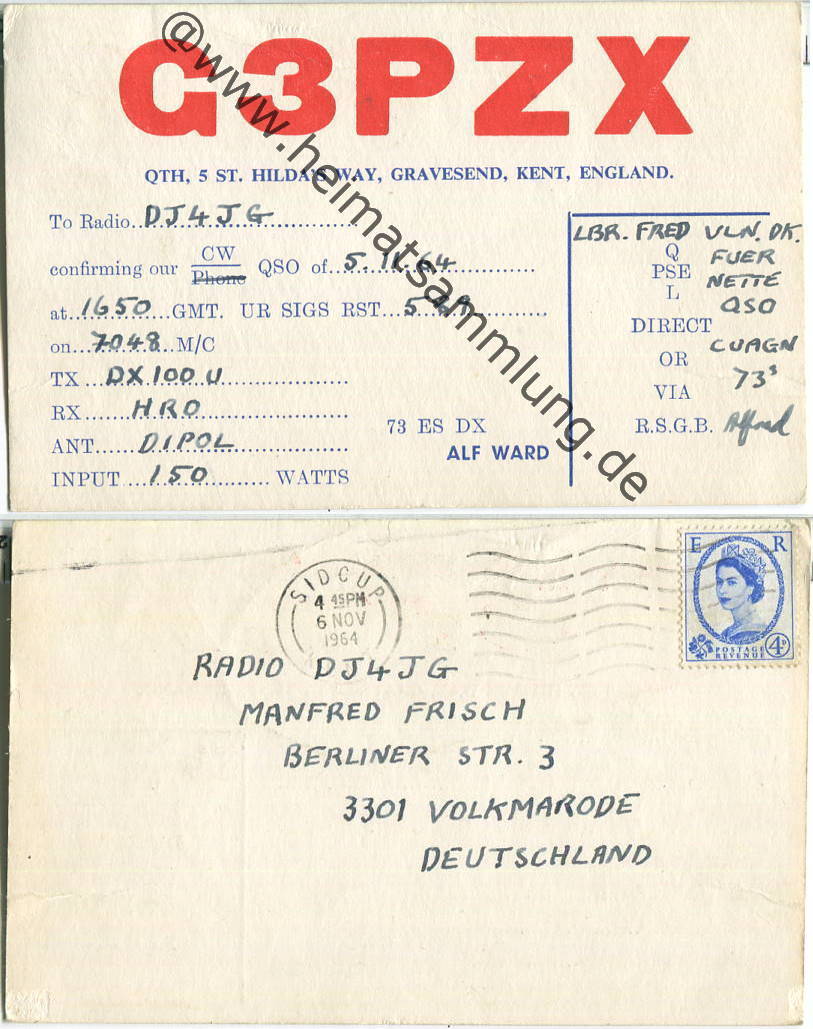 G3PZX
QTH, 5 ST. HILDA'S WAY, GRAVESEND, KENT, ENGLAND.
To Radio DJ4JG
confirming our CW Phone QSO of 5.11.64
at 1650 GMT. UR SIGS RST 5
on 7048 M/C
TX DX 100 U
RX HRO
ANT DIPOL
INPUT 150 WATTS
73 ES DX
ALF WARD
LBR. FRED VLN. DK.
FUER
NETTE
QSO
CUAGN
73s
Alfred
Q
PSE
L
DIRECT
OR
VIA
R.S.G.B.
@www.heimatsammlung.de
SIDCUP
4 45PM
6 NOV
1964
E R
POSTAGE
REVENUE
4D
RADIO DJ4JG
MANFRED FRISCH
BERLINER STR. 3
3301 VOLKMARODE
DEUTSCHLAND